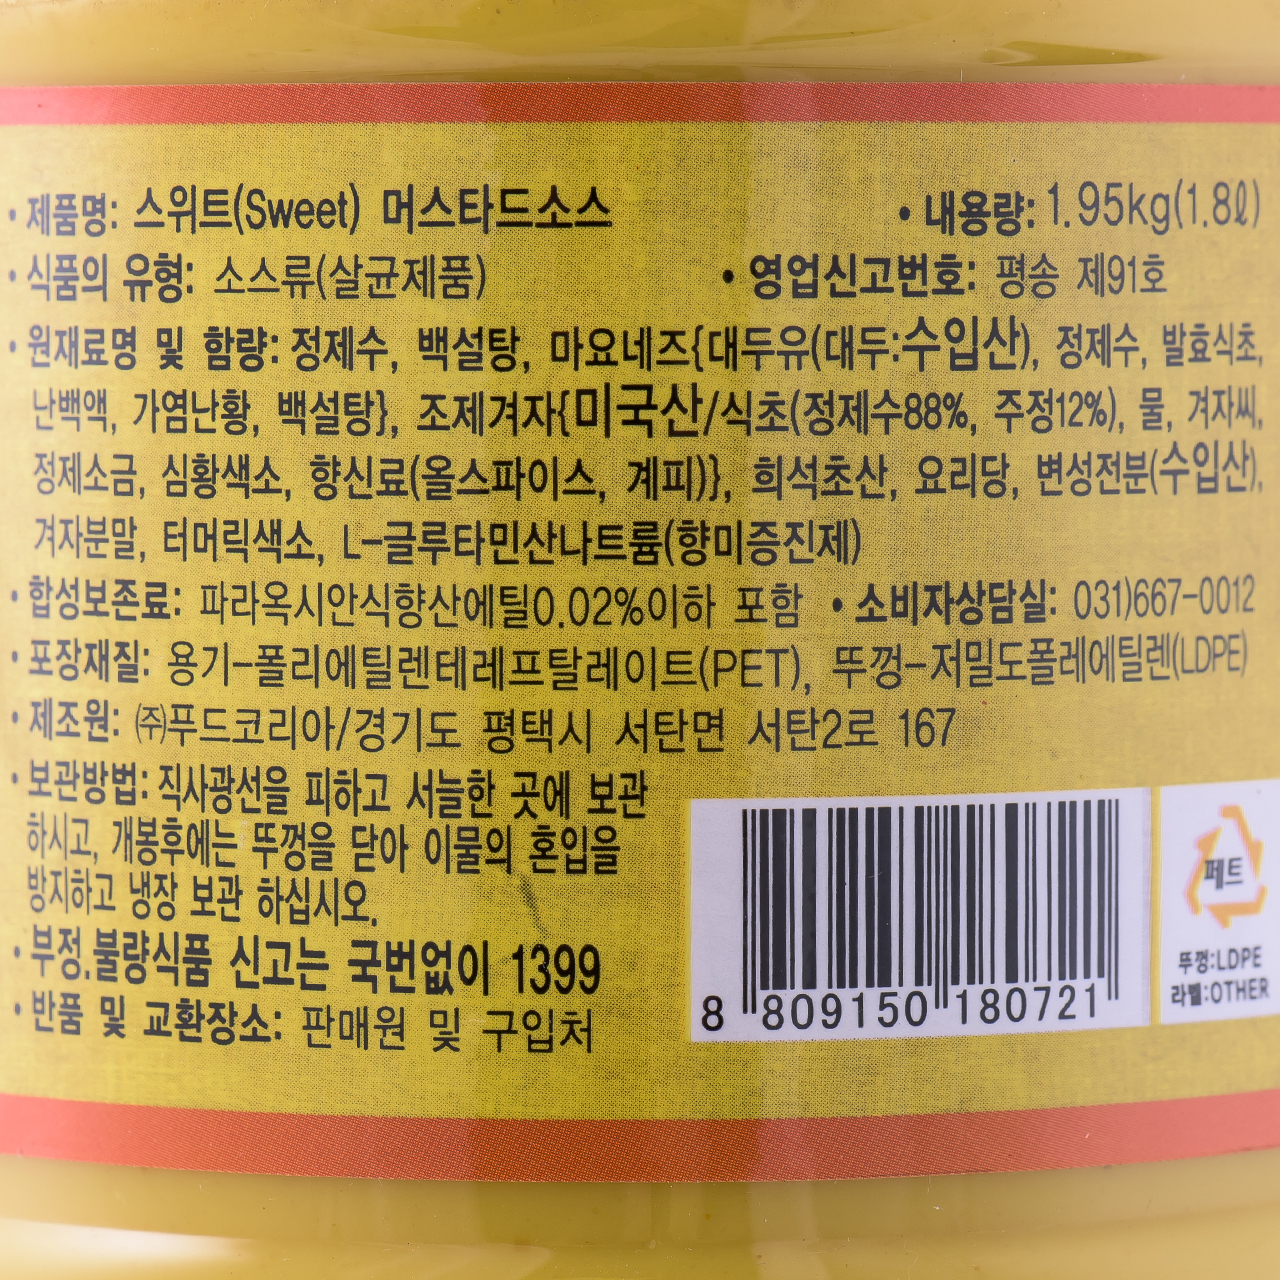 • 제품명: 스위트(Sweet) 머스타드소스 • 내용량: 1.95kg(1.8ℓ)
• 식품의 유형: 소스류(살균제품) • 영업신고번호: 평송 제91호
• 원재료명 및 함량: 정제수, 백설탕, 마요네즈{대두유(대두:수입산), 정제수, 발효식초,
난백액, 가염난황, 백설탕}, 조제겨자{미국산/식초(정제수88%, 주정12%), 물, 겨자씨,
정제소금, 심황색소, 향신료(올스파이스, 계피)}, 희석초산, 요리당, 변성전분(수입산),
겨자분말, 터머릭색소, L-글루타민산나트륨(향미증진제)
• 합성보존료: 파라옥시안식향산에틸0.02%이하 포함 • 소비자상담실: 031)667-0012
• 포장재질: 용기-폴리에틸렌테레프탈레이트(PET), 뚜껑-저밀도폴레에틸렌(LDPE)
• 제조원: ㈜푸드코리아/경기도 평택시 서탄면 서탄2로 167
• 보관방법: 직사광선을 피하고 서늘한 곳에 보관
하시고, 개봉후에는 뚜껑을 닫아 이물의 혼입을
방지하고 냉장 보관 하십시오.
• 부정.불량식품 신고는 국번없이 1399
• 반품 및 교환장소: 판매원 및 구입처
8 809150 180721
페트
뚜껑:LDPE
라벨:OTHER